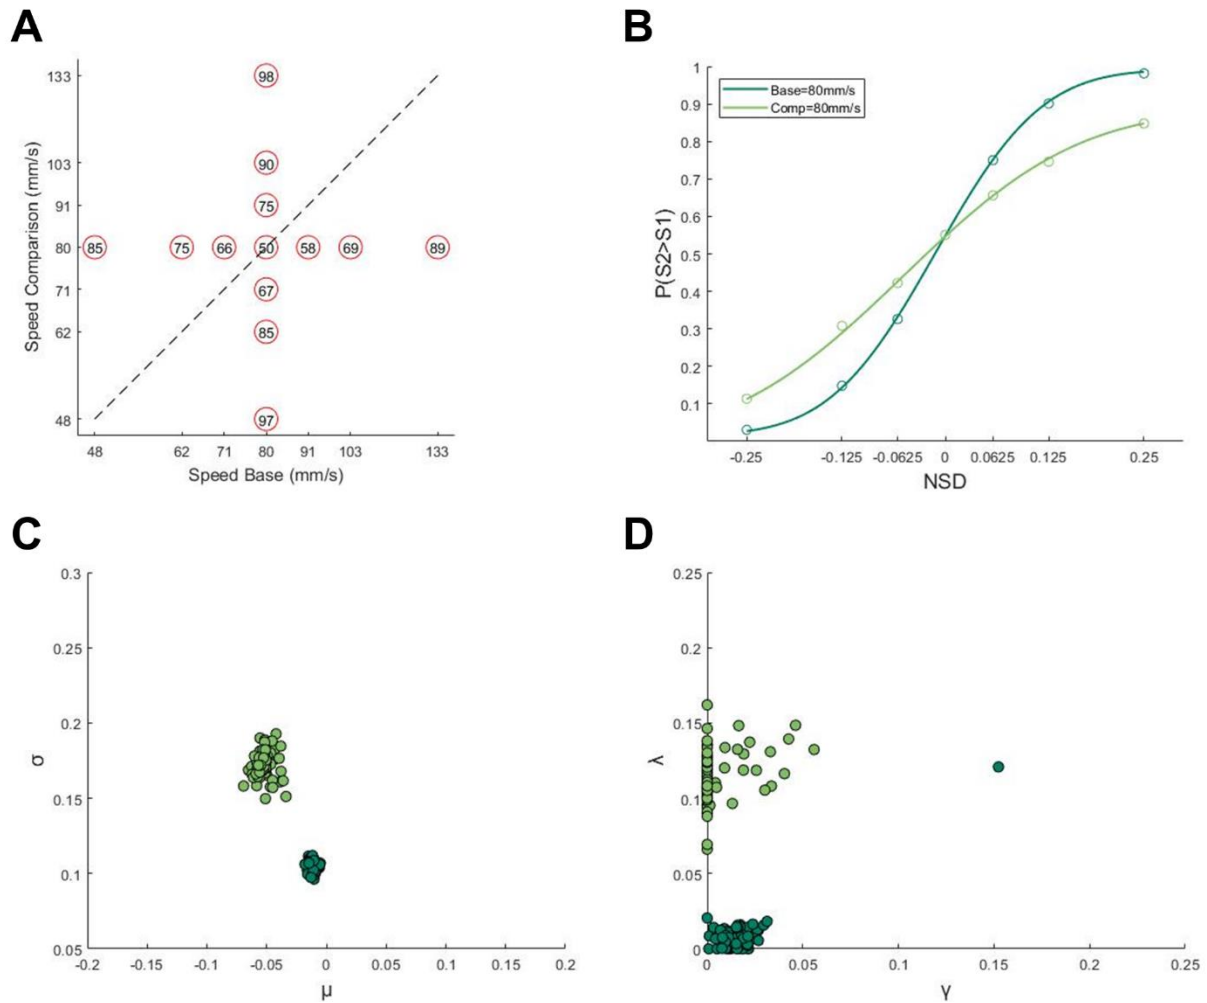 A
B
133
103
91
80
71
62
48
Speed Comparison (mm/s)
98
90
75
85 75 66 50 58 69 89
67
85
97
48 62 71 80 91 103 133
Speed Base (mm/s)
1
0.9
0.8
0.7
0.6
0.5
0.4
0.3
0.2
0.1
P(S2>S1)
Base=80mm/s
Comp=80mm/s
-0.25 -0.125 -0.0625 0 0.0625 0.125 0.25
NSD
C
D
0.3
0.25
0.2
0.15
0.1
0.05
σ
-0.2 -0.15 -0.1 -0.05 0 0.05 0.1 0.15 0.2
μ
0.25
0.2
0.15
0.1
0.05
0
λ
0 0.05 0.1 0.15 0.2 0.25
γ